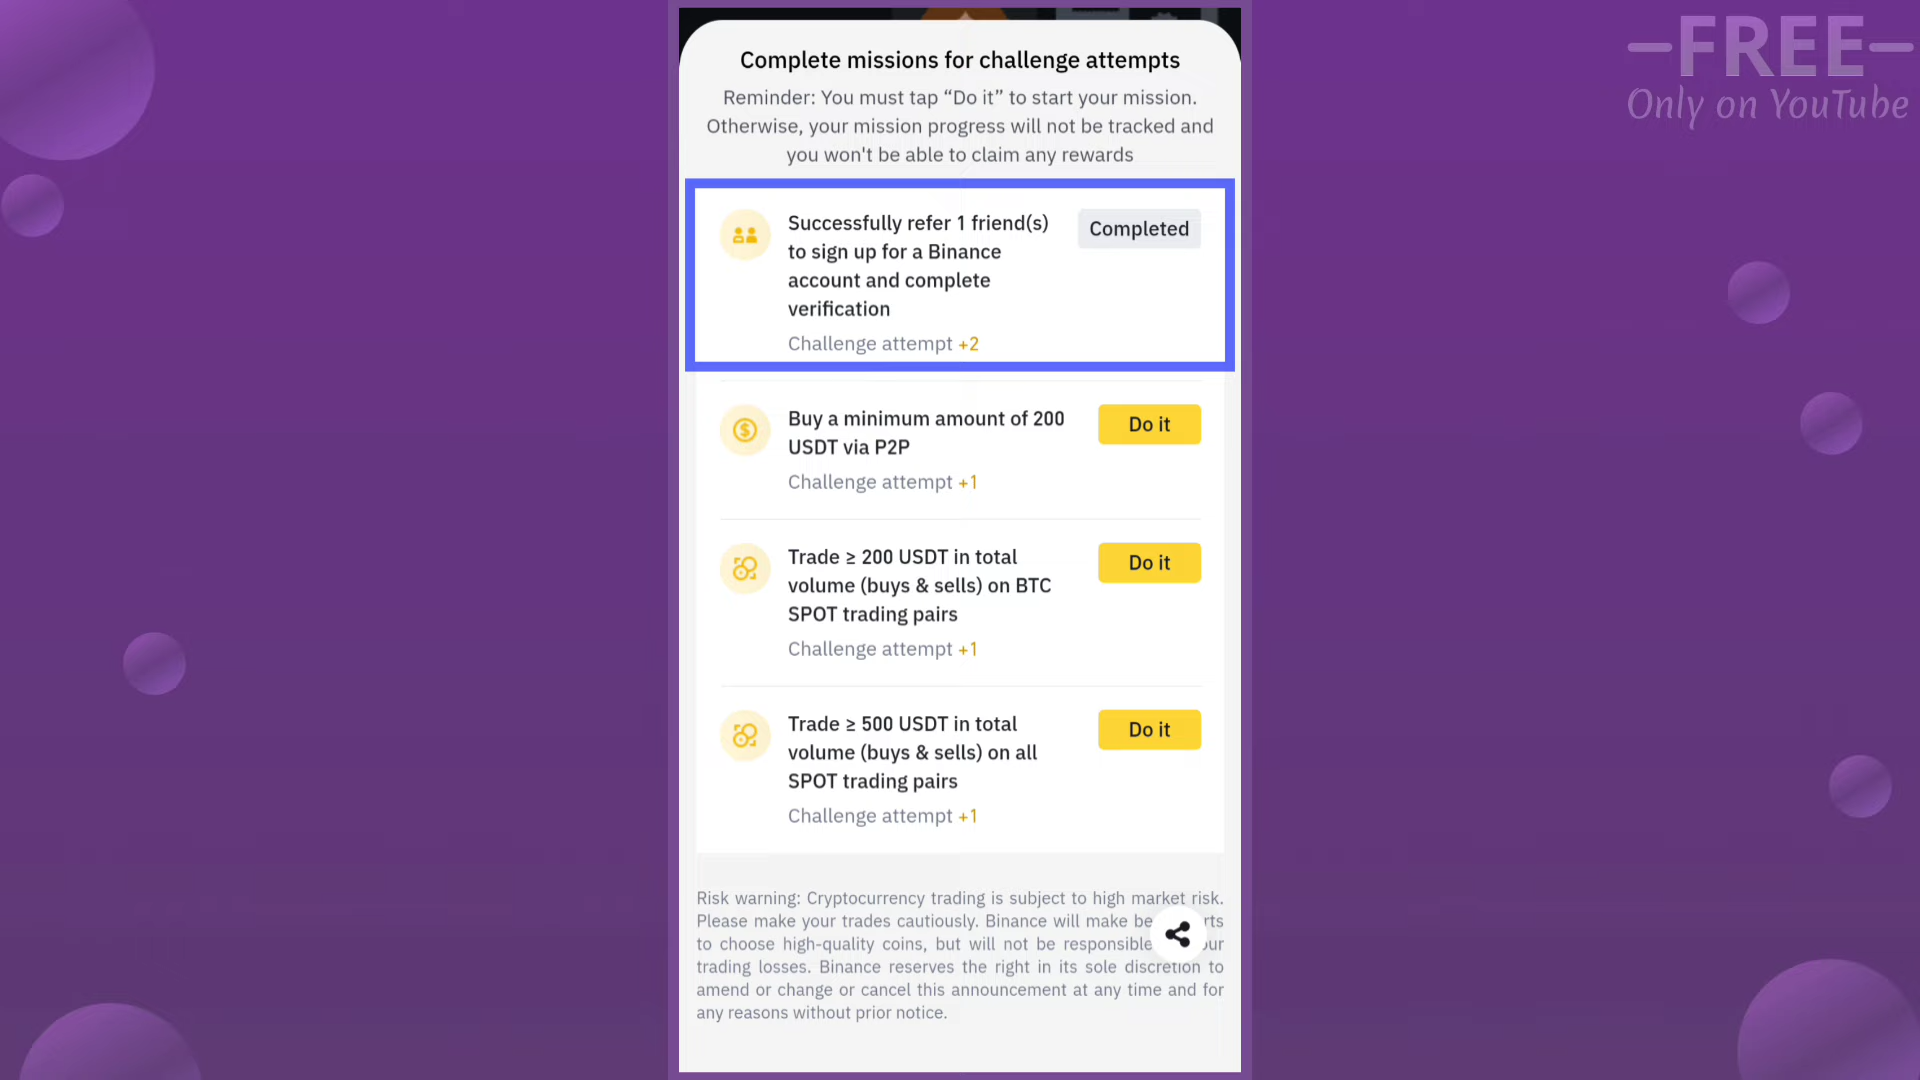 Complete missions for challenge attempts
Reminder: You must tap “Do it” to start your mission.
Otherwise, your mission progress will not be tracked and
you won't be able to claim any rewards
Successfully refer 1 friend(s)
to sign up for a Binance
account and complete
verification
Challenge attempt +2
Completed
Buy a minimum amount of 200
USDT via P2P
Challenge attempt +1
Do it
Trade ≥ 200 USDT in total
volume (buys & sells) on BTC
SPOT trading pairs
Challenge attempt +1
Do it
Trade ≥ 500 USDT in total
volume (buys & sells) on all
SPOT trading pairs
Challenge attempt +1
Do it
Risk warning: Cryptocurrency trading is subject to high market risk.
Please make your trades cautiously. Binance will make
to choose high-quality coins, but will not be responsible
trading losses. Binance reserves the right in its sole discretion to
amend or change or cancel this announcement at any time and for
any reasons without prior notice.
FREE
Only on YouTube